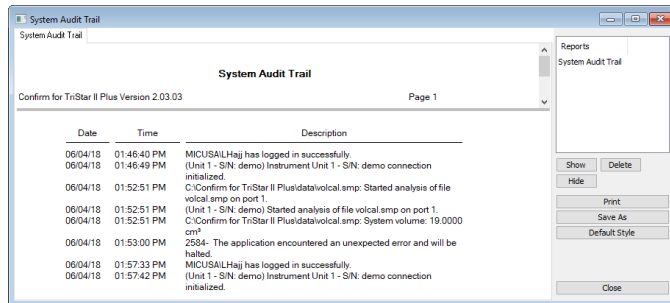 System Audit Trail
System Audit Trail
System Audit Trail
Confirm for TriStar II Plus Version 2.03.03 Page 1
Date Time Description
06/04/18 01:46:40 PM MICUSA\LHajj has logged in successfully.
06/04/18 01:46:49 PM (Unit 1 - S/N: demo) Instrument Unit 1 - S/N: demo connection
initialized.
06/04/18 01:52:51 PM C:\Confirm for TriStar II Plus\data\volcal.smp: Started analysis of file
volcal.smp on port 1.
06/04/18 01:52:51 PM (Unit 1 - S/N: demo) Started analysis of file volcal.smp on port 1.
06/04/18 01:52:51 PM C:\Confirm for TriStar II Plus\data\volcal.smp: System volume: 19.0000
cm³
06/04/18 01:53:00 PM 2584- The application encountered an unexpected error and will be
halted.
06/04/18 01:57:33 PM MICUSA\LHajj has logged in successfully.
06/04/18 01:57:42 PM (Unit 1 - S/N: demo) Instrument Unit 1 - S/N: demo connection
initialized.
Reports
System Audit Trail
Show Delete
Hide
Print
Save As
Default Style
Close